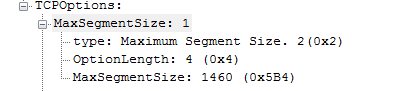 TCPOptions:
MaxSegmentSize: 1
type: Maximum Segment Size. 2(0x2)
OptionLength: 4 (0x4)
MaxSegmentSize: 1460 (0x5B4)